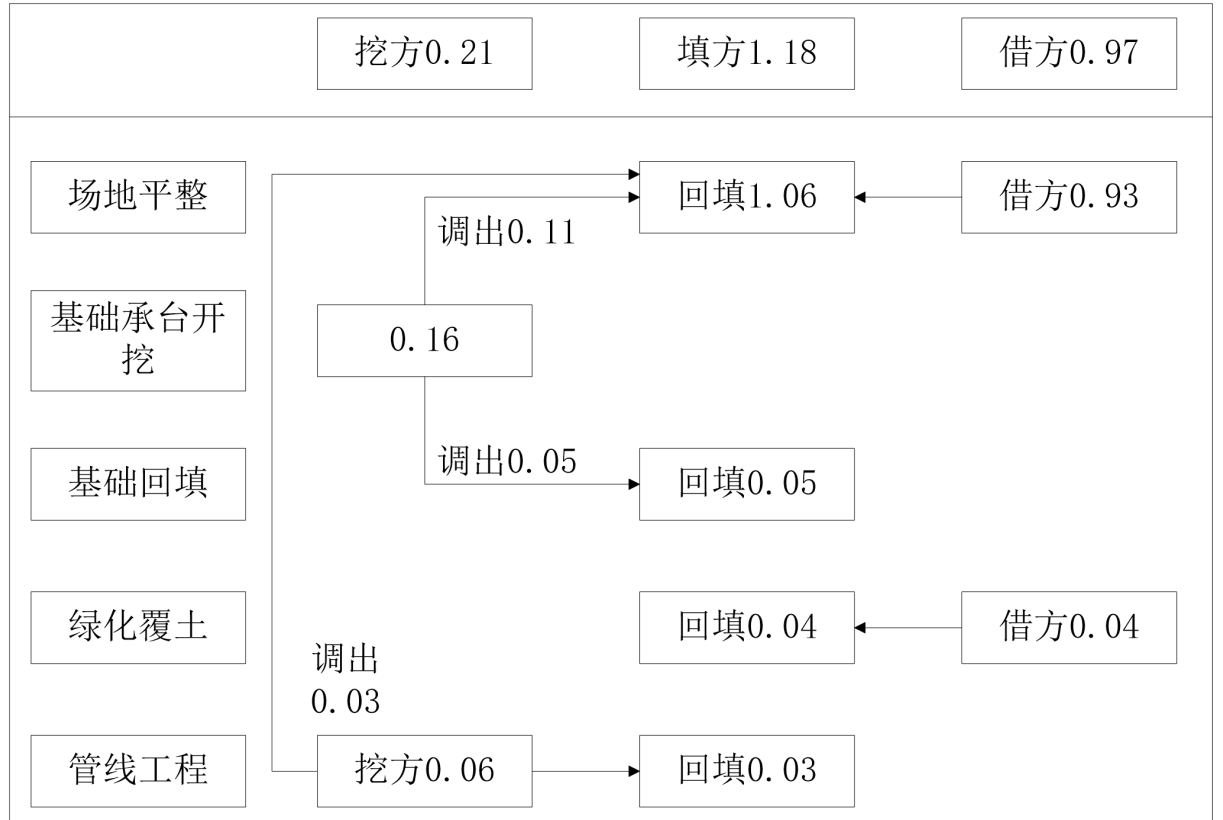 挖方0.21
填方1.18
借方0.97
场地平整
回填1.06
借方0.93
调出0.11
基础承台开
挖
0.16
基础回填
调出0.05
回填0.05
绿化覆土
回填0.04
借方0.04
调出
0.03
管线工程
挖方0.06
回填0.03